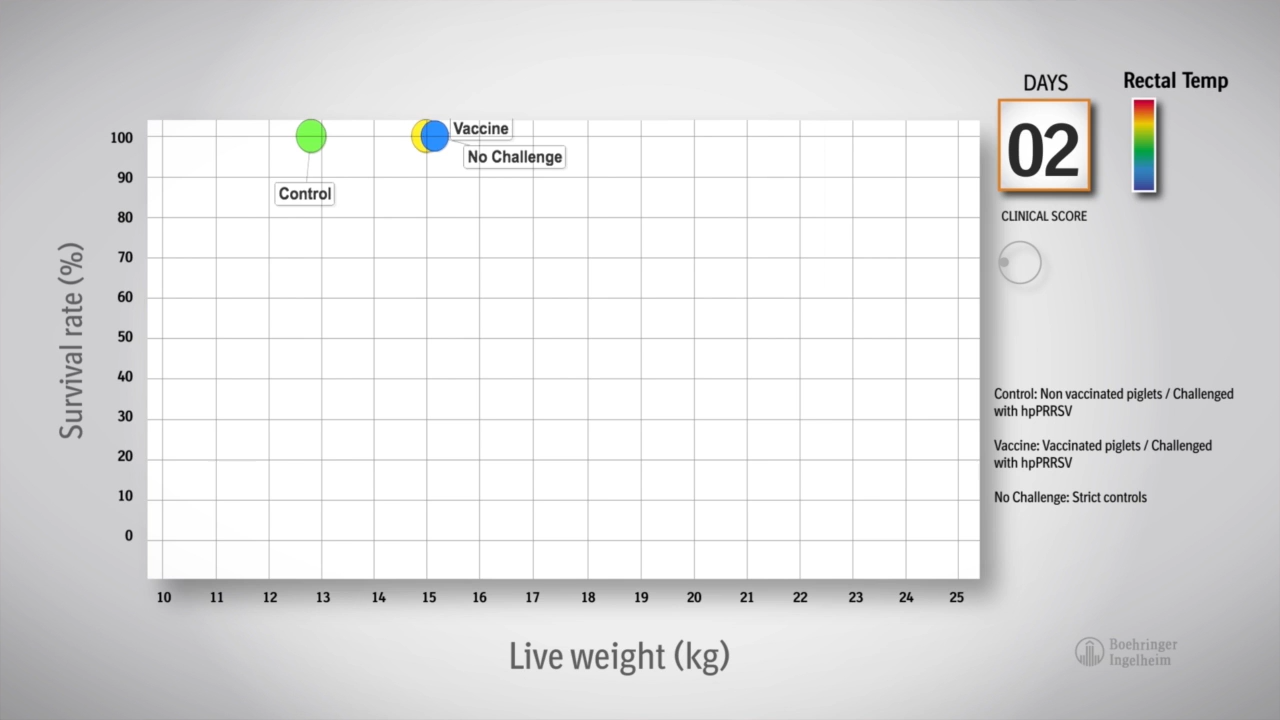 DAYS
Rectal Temp
02
CLINICAL SCORE
Survival rate (%)
100
90
80
70
60
50
40
30
20
10
0
Vaccine
No Challenge
Control
Control: Non vaccinated piglets / Challenged
with hpPRRSV
Vaccine: Vaccinated piglets / Challenged
with hpPRRSV
No Challenge: Strict controls
10 11 12 13 14 15 16 17 18 19 20 21 22 23 24 25
Live weight (kg)
Boehringer
Ingelheim